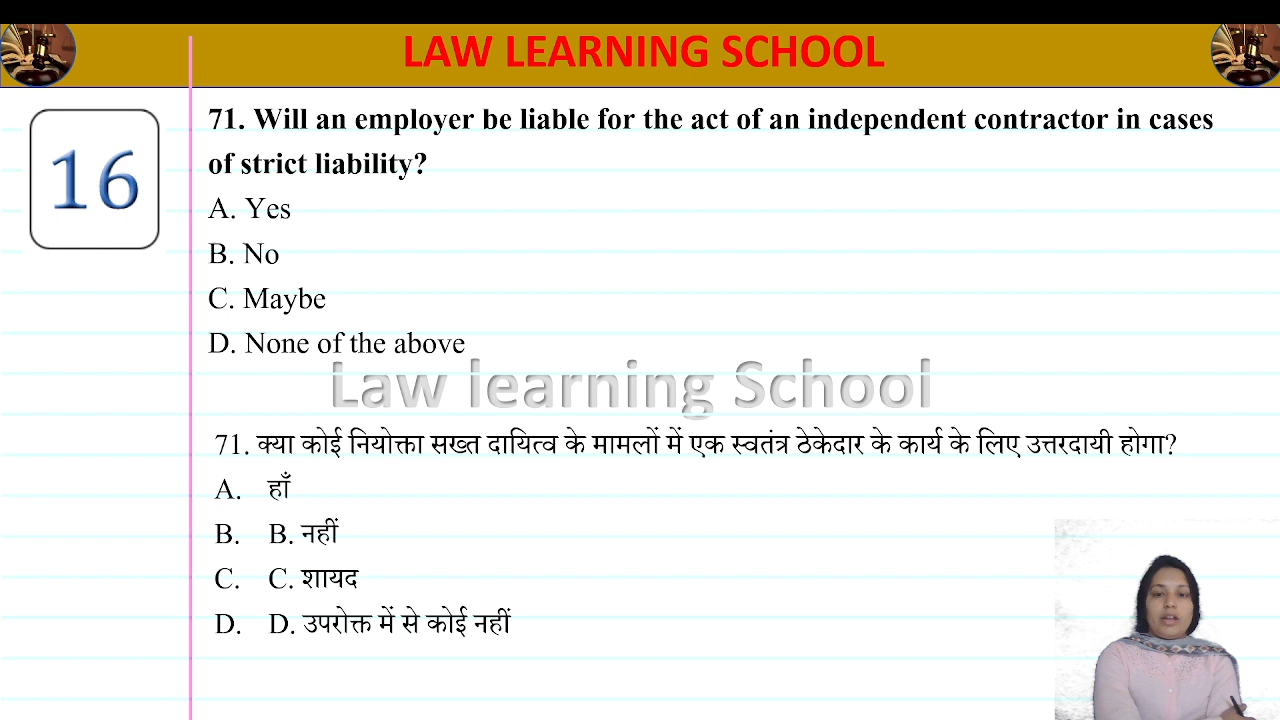 LAW LEARNING SCHOOL
16
71. Will an employer be liable for the act of an independent contractor in cases
of strict liability?
A. Yes
B. No
C. Maybe
D. None of the above
Law learning School
71. क्या कोई नियोक्ता सख्त दायित्व के मामलों में एक स्वतंत्र ठेकेदार के कार्य के लिए उत्तरदायी होगा?
A. हाँ
B. B. नहीं
C. C. शायद
D. D. उपरोक्त में से कोई नहीं